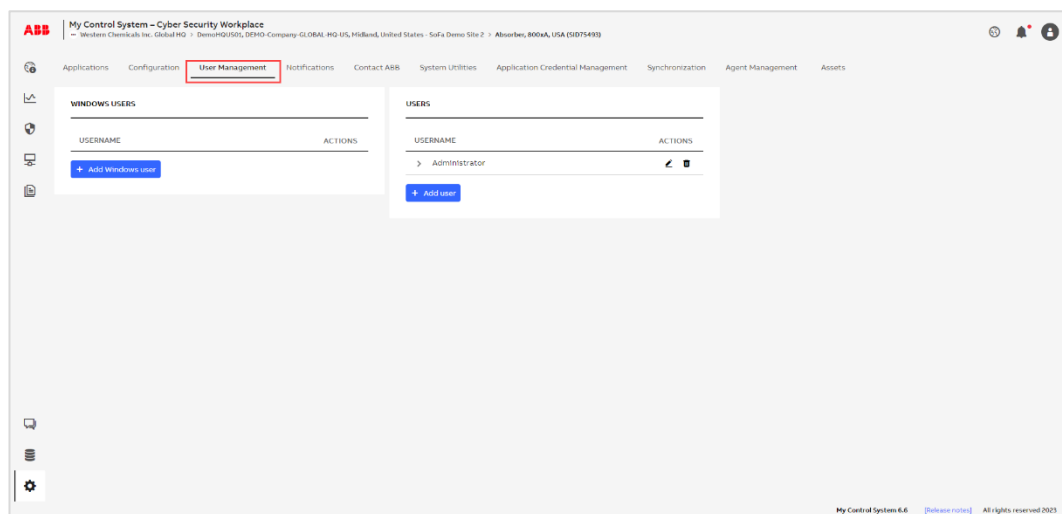 ABB
My Control System – Cyber Security Workplace
Western Chemicals Inc. Global HQ > DemoHQUS01, DEMO-Company-GLOBAL-HQ-US, Midland, United States - SoFa Demo Site 2 > Absorber, 800xA, USA (SID75493)
Applications Configuration User Management Notifications Contact ABB System Utilities Application Credential Management Synchronization Agent Management Assets
WINDOWS USERS
USERNAME ACTIONS
+ Add Windows user
USERS
USERNAME ACTIONS
> Administrator
+ Add user
My Control System 6.6 [Release notes] All rights reserved 2023